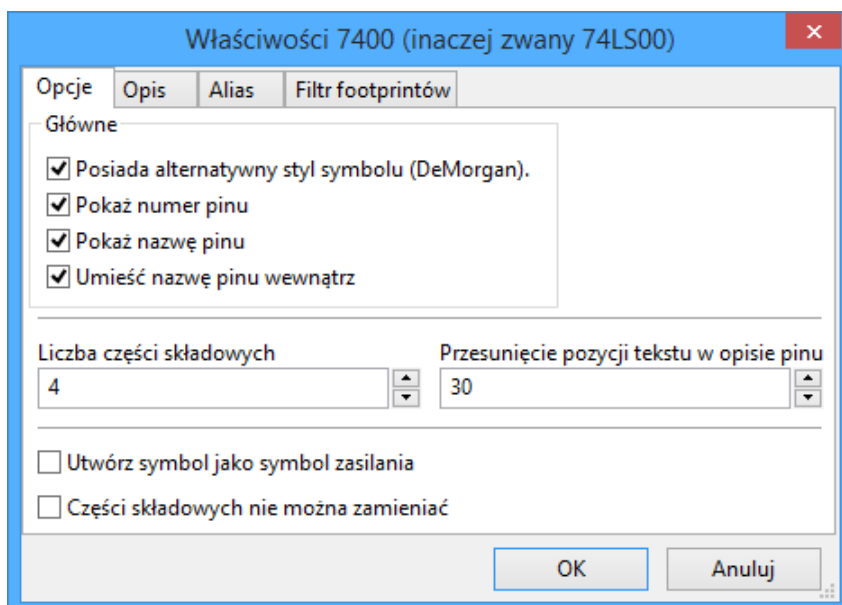 Właściwości 7400 (inaczej zwany 74LS00)
Opcje Opis Alias Filtr footprintów
Główne
Posiada alternatywny styl symbolu (DeMorgan).
Pokaż numer pinu
Pokaż nazwę pinu
Umieść nazwę pinu wewnątrz
Liczba części składowych Przesunięcie pozycji tekstu w opisie pinu
4 30
Utwórz symbol jako symbol zasilania
Części składowych nie można zamieniać
OK Anuluj